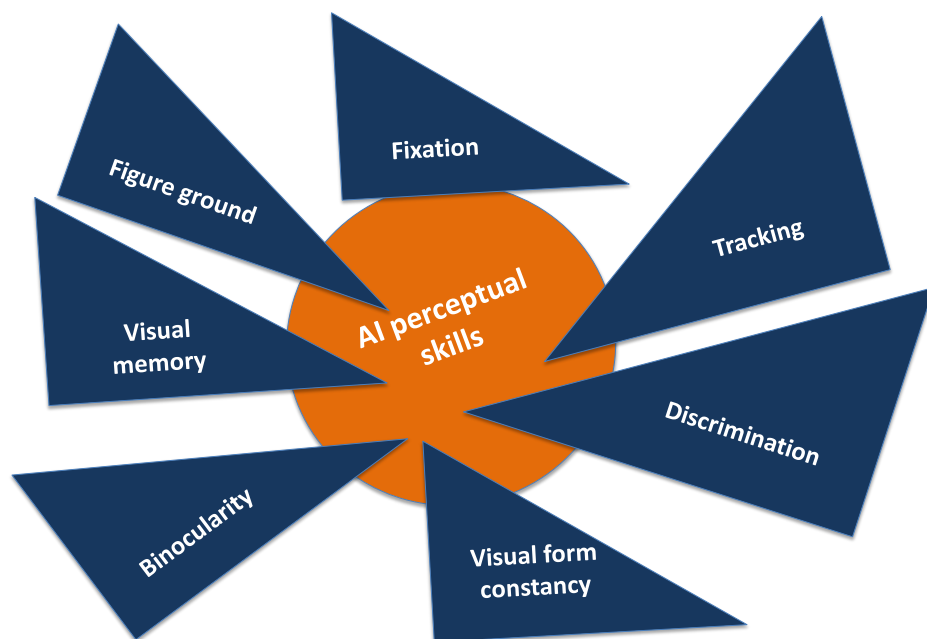 Fixation
Figure ground
Tracking
AI perceptual
skills
Visual
memory
Discrimination
Binocularity
Visual form
constancy